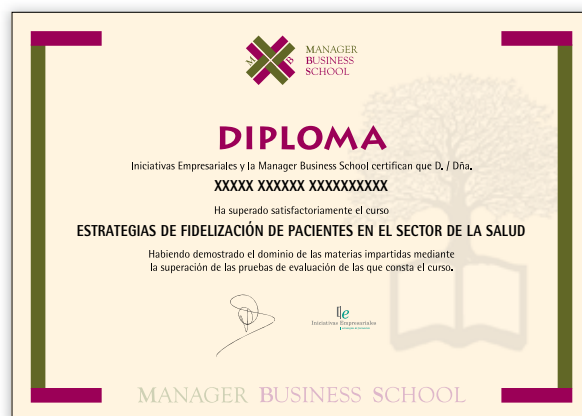 M B
MANAGER
BUSINESS
SCHOOL
DIPLOMA
Iniciativas Empresariales y la Manager Business School certifican que D. / Dña.
XXXXX XXXXXX XXXXXXXXXX
Ha superado satisfactoriamente el curso
ESTRATEGIAS DE FIDELIZACIÓN DE PACIENTES EN EL SECTOR DE LA SALUD
Habiendo demostrado el dominio de las materias impartidas mediante
la superación de las pruebas de evaluación de las que consta el curso.
Iniciativas Empresariales
MANAGER BUSINESS SCHOOL